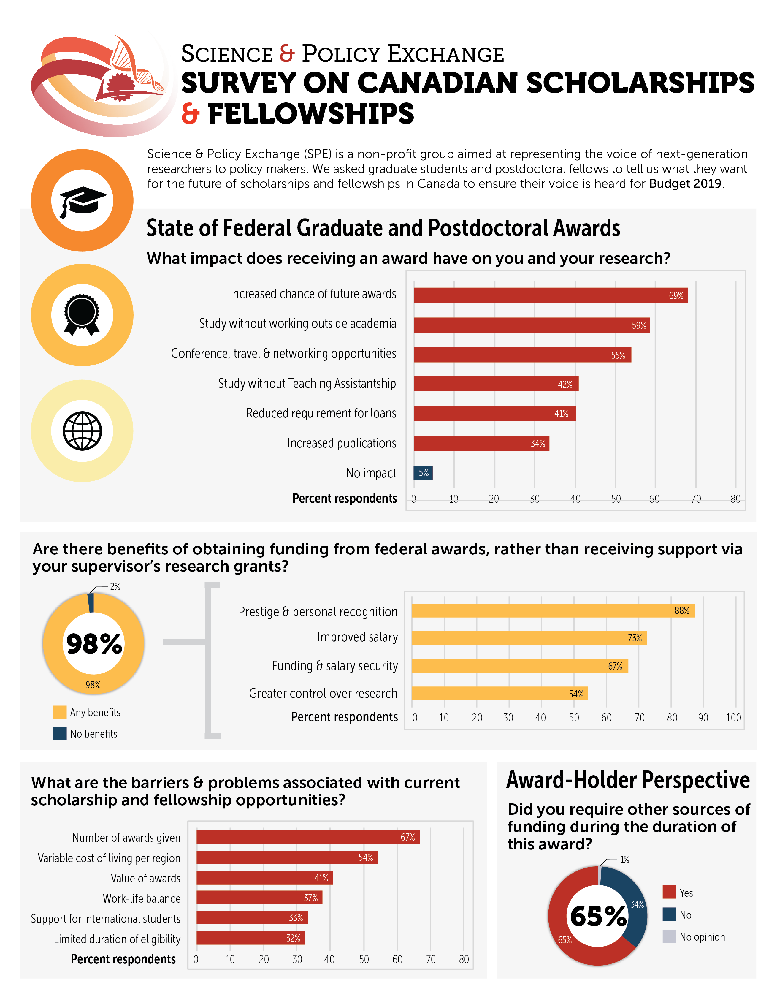 SCIENCE & POLICY EXCHANGE
SURVEY ON CANADIAN SCHOLARSHIPS
& FELLOWSHIPS
Science & Policy Exchange (SPE) is a non-profit group aimed at representing the voice of next-generation
researchers to policy makers. We asked graduate students and postdoctoral fellows to tell us what they want
for the future of scholarships and fellowships in Canada to ensure their voice is heard for Budget 2019.
State of Federal Graduate and Postdoctoral Awards
What impact does receiving an award have on you and your research?
Increased chance of future awards 69%
Study without working outside academia 59%
Conference, travel & networking opportunities 55%
Study without Teaching Assistantship 42%
Reduced requirement for loans 41%
Increased publications 34%
No impact 5%
Percent respondents 0 10 20 30 40 50 60 70 80
Are there benefits of obtaining funding from federal awards, rather than receiving support via
your supervisor's research grants?
2%
98%
98%
Any benefits
No benefits
Prestige & personal recognition 88%
Improved salary 73%
Funding & salary security 67%
Greater control over research 54%
Percent respondents 0 10 20 30 40 50 60 70 80 90 100
What are the barriers & problems associated with current
scholarship and fellowship opportunities?
Number of awards given 67%
Variable cost of living per region 54%
Value of awards 41%
Work-life balance 37%
Support for international students 33%
Limited duration of eligibility 32%
Percent respondents 0 10 20 30 40 50 60 70 80
Award-Holder Perspective
Did you require other sources of
funding during the duration of
this award?
1%
34%
65%
65%
Yes
No
No opinion